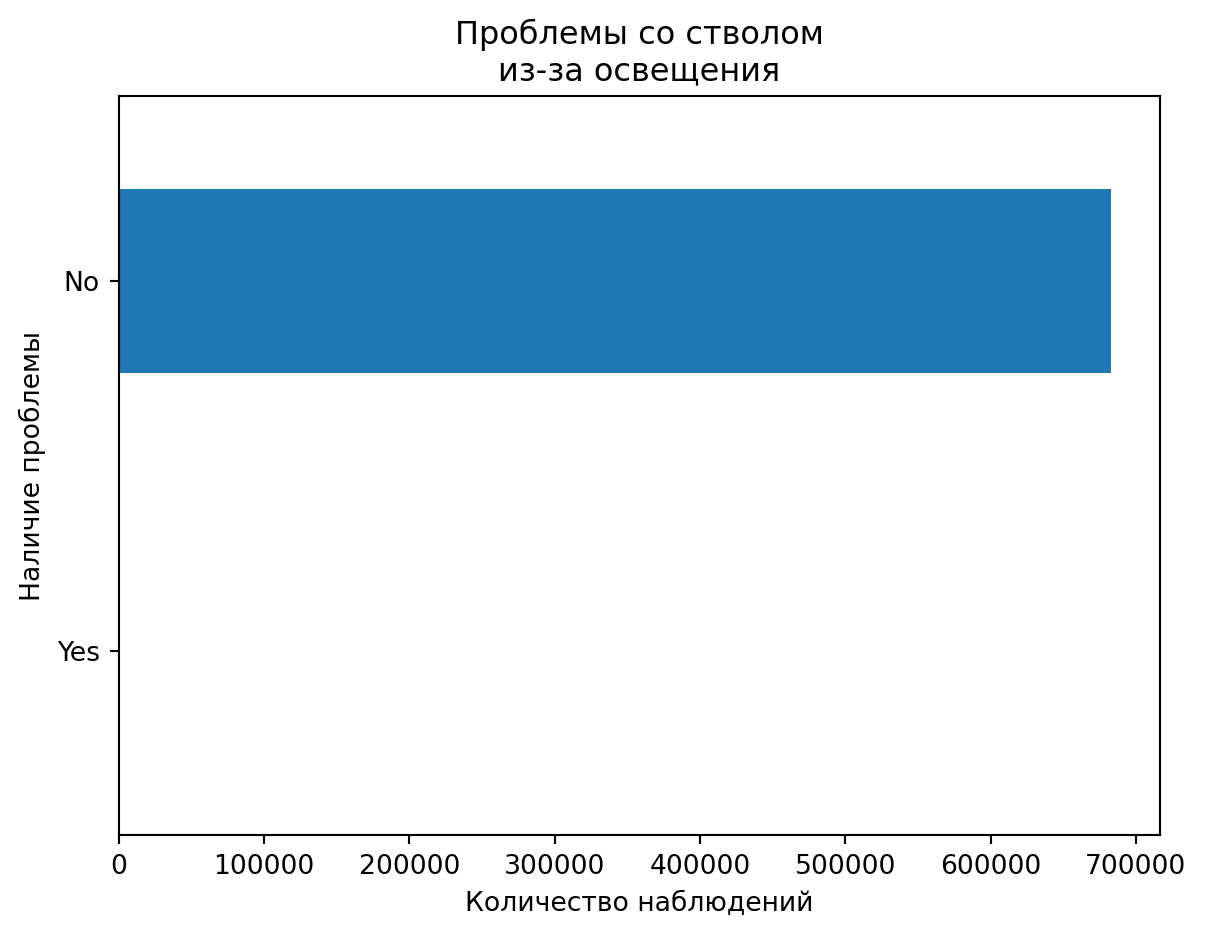 Проблемы со стволом
из-за освещения
No
Yes
Наличие проблемы
0 100000 200000 300000 400000 500000 600000 700000
Количество наблюдений